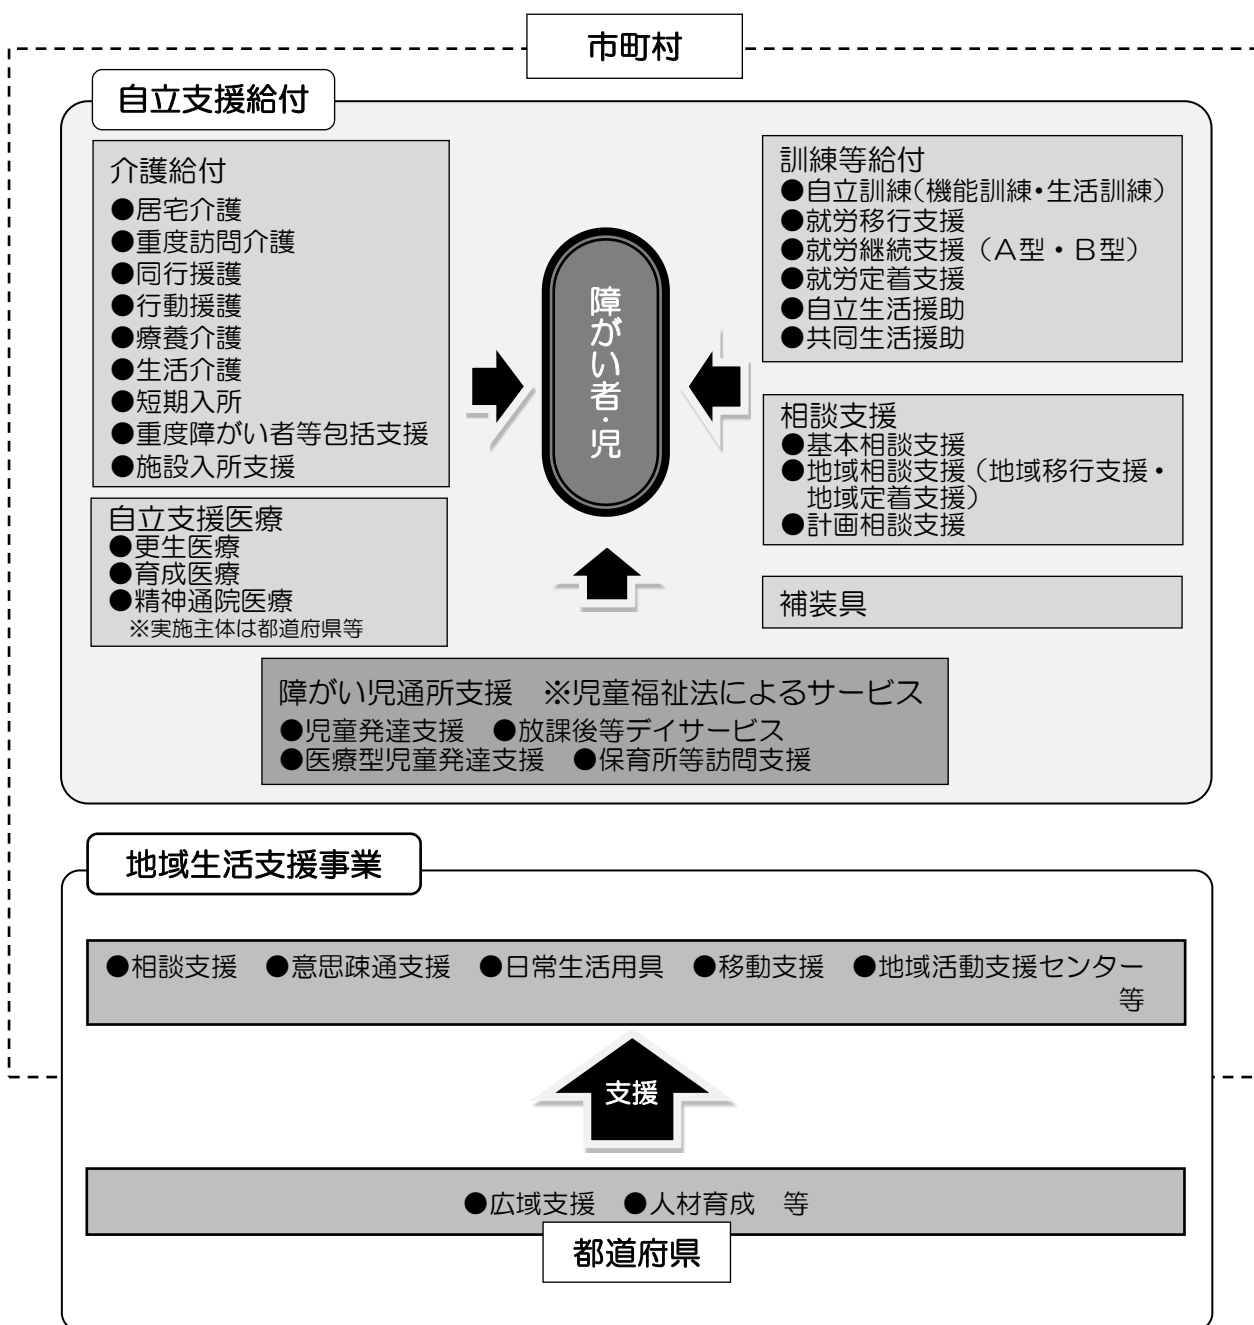 市町村
自立支援給付
介護給付
●居宅介護
●重度訪問介護
●同行援護
●行動援護
●療養介護
●生活介護
●短期入所
●重度障がい者等包括支援
●施設入所支援
自立支援医療
●更生医療
●育成医療
●精神通院医療
※実施主体は都道府県等
障がい者・児
訓練等給付
●自立訓練(機能訓練・生活訓練)
●就労移行支援
●就労継続支援(A型・B型)
●就労定着支援
●自立生活援助
●共同生活援助
相談支援
●基本相談支援
●地域相談支援(地域移行支援・
地域定着支援)
●計画相談支援
補装具
障がい児通所支援 ※児童福祉法によるサービス
●児童発達支援 ●放課後等デイサービス
●医療型児童発達支援 ●保育所等訪問支援
地域生活支援事業
●相談支援 ●意思疎通支援 ●日常生活用具 ●移動支援 ●地域活動支援センター
等
支援
●広域支援 ●人材育成 等
都道府県